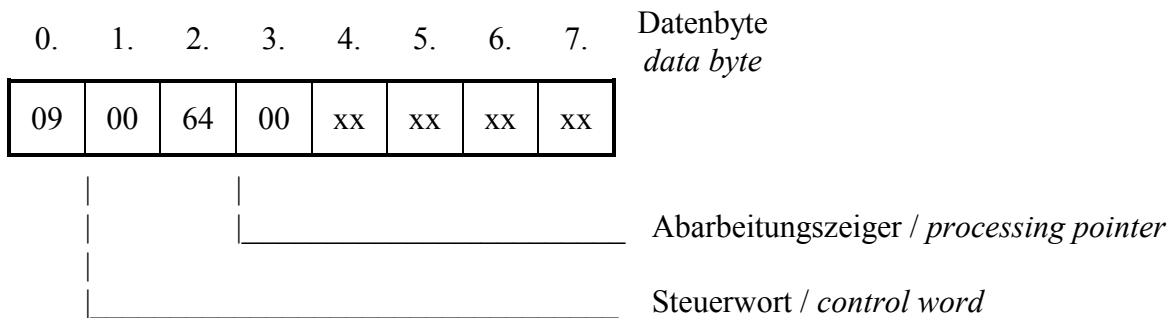 0. 1. 2. 3. 4. 5. 6. 7. Datenbyte
data byte
09 00 64 00 xx xx xx xx
Abarbeitungszeiger / processing pointer
Steuerwort / control word